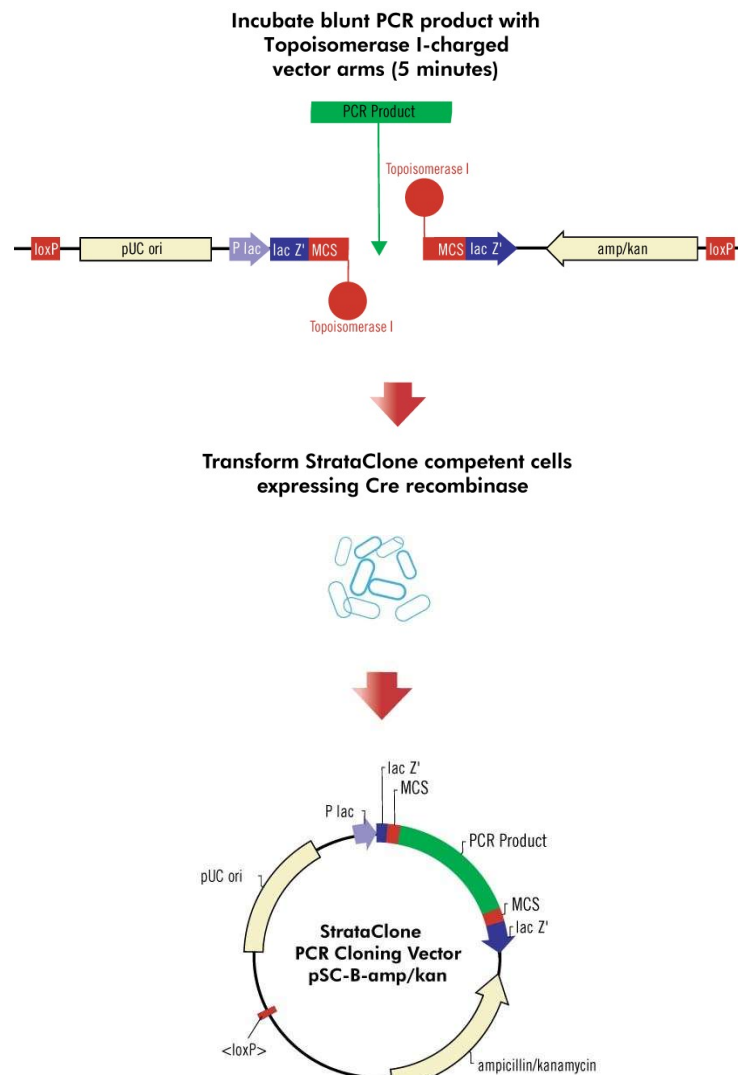 Incubate blunt PCR product with
Topoisomerase I-charged
vector arms (5 minutes)
PCR Product
Topoisomerase I
loxP
pUC ori
P lac
lac Z'
MCS
MCS
lac Z'
amp/kan
loxP
Topoisomerase I
Transform StrataClone competent cells
expressing Cre recombinase
lac Z'
MCS
P lac
PCR Product
pUC ori
MCS
lac Z'
StrataClone
PCR Cloning Vector
pSC-B-amp/kan
<loxP>
ampicillin/kanamycin